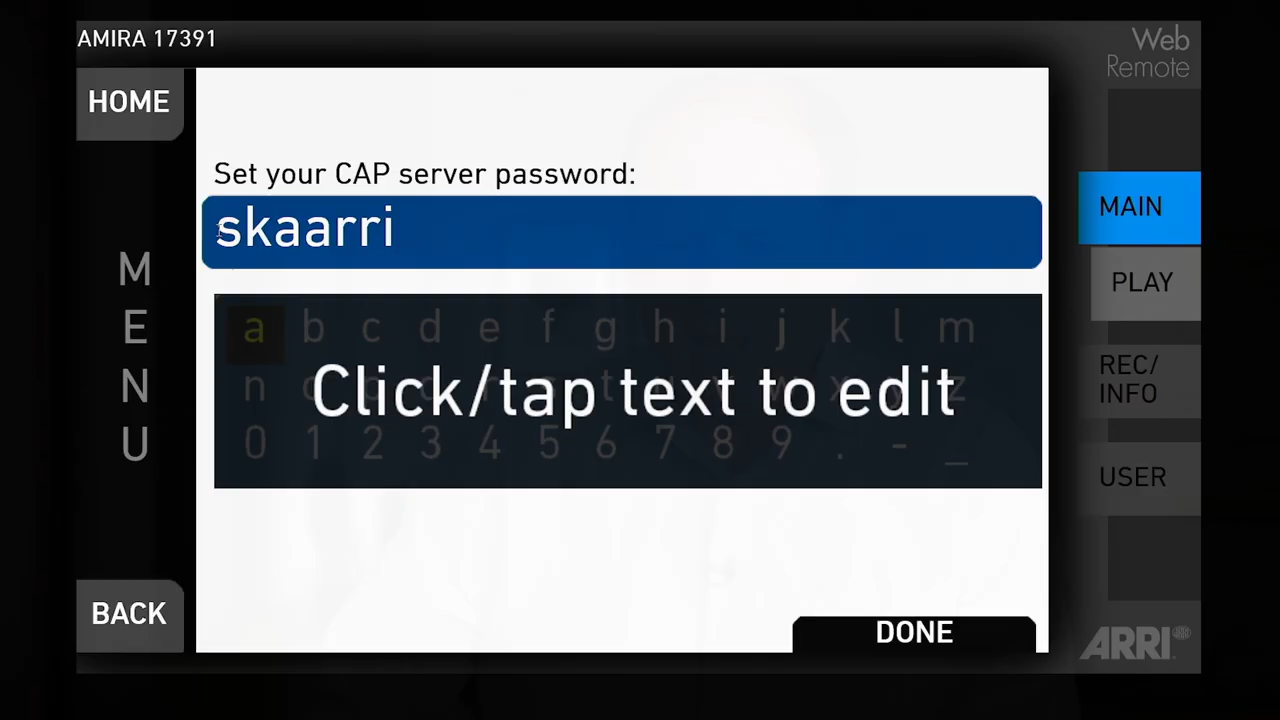 AMIRA 17391
Web
Remote
HOME
Set your CAP server password:
skaarri
MAIN
PLAY
MENU
a b c d e f g h i j k l m
Click/tap text to edit
n z
0 1 2 3 4 5 6 7 8 9 . - _
REC/
INFO
USER
BACK
DONE
ARRI